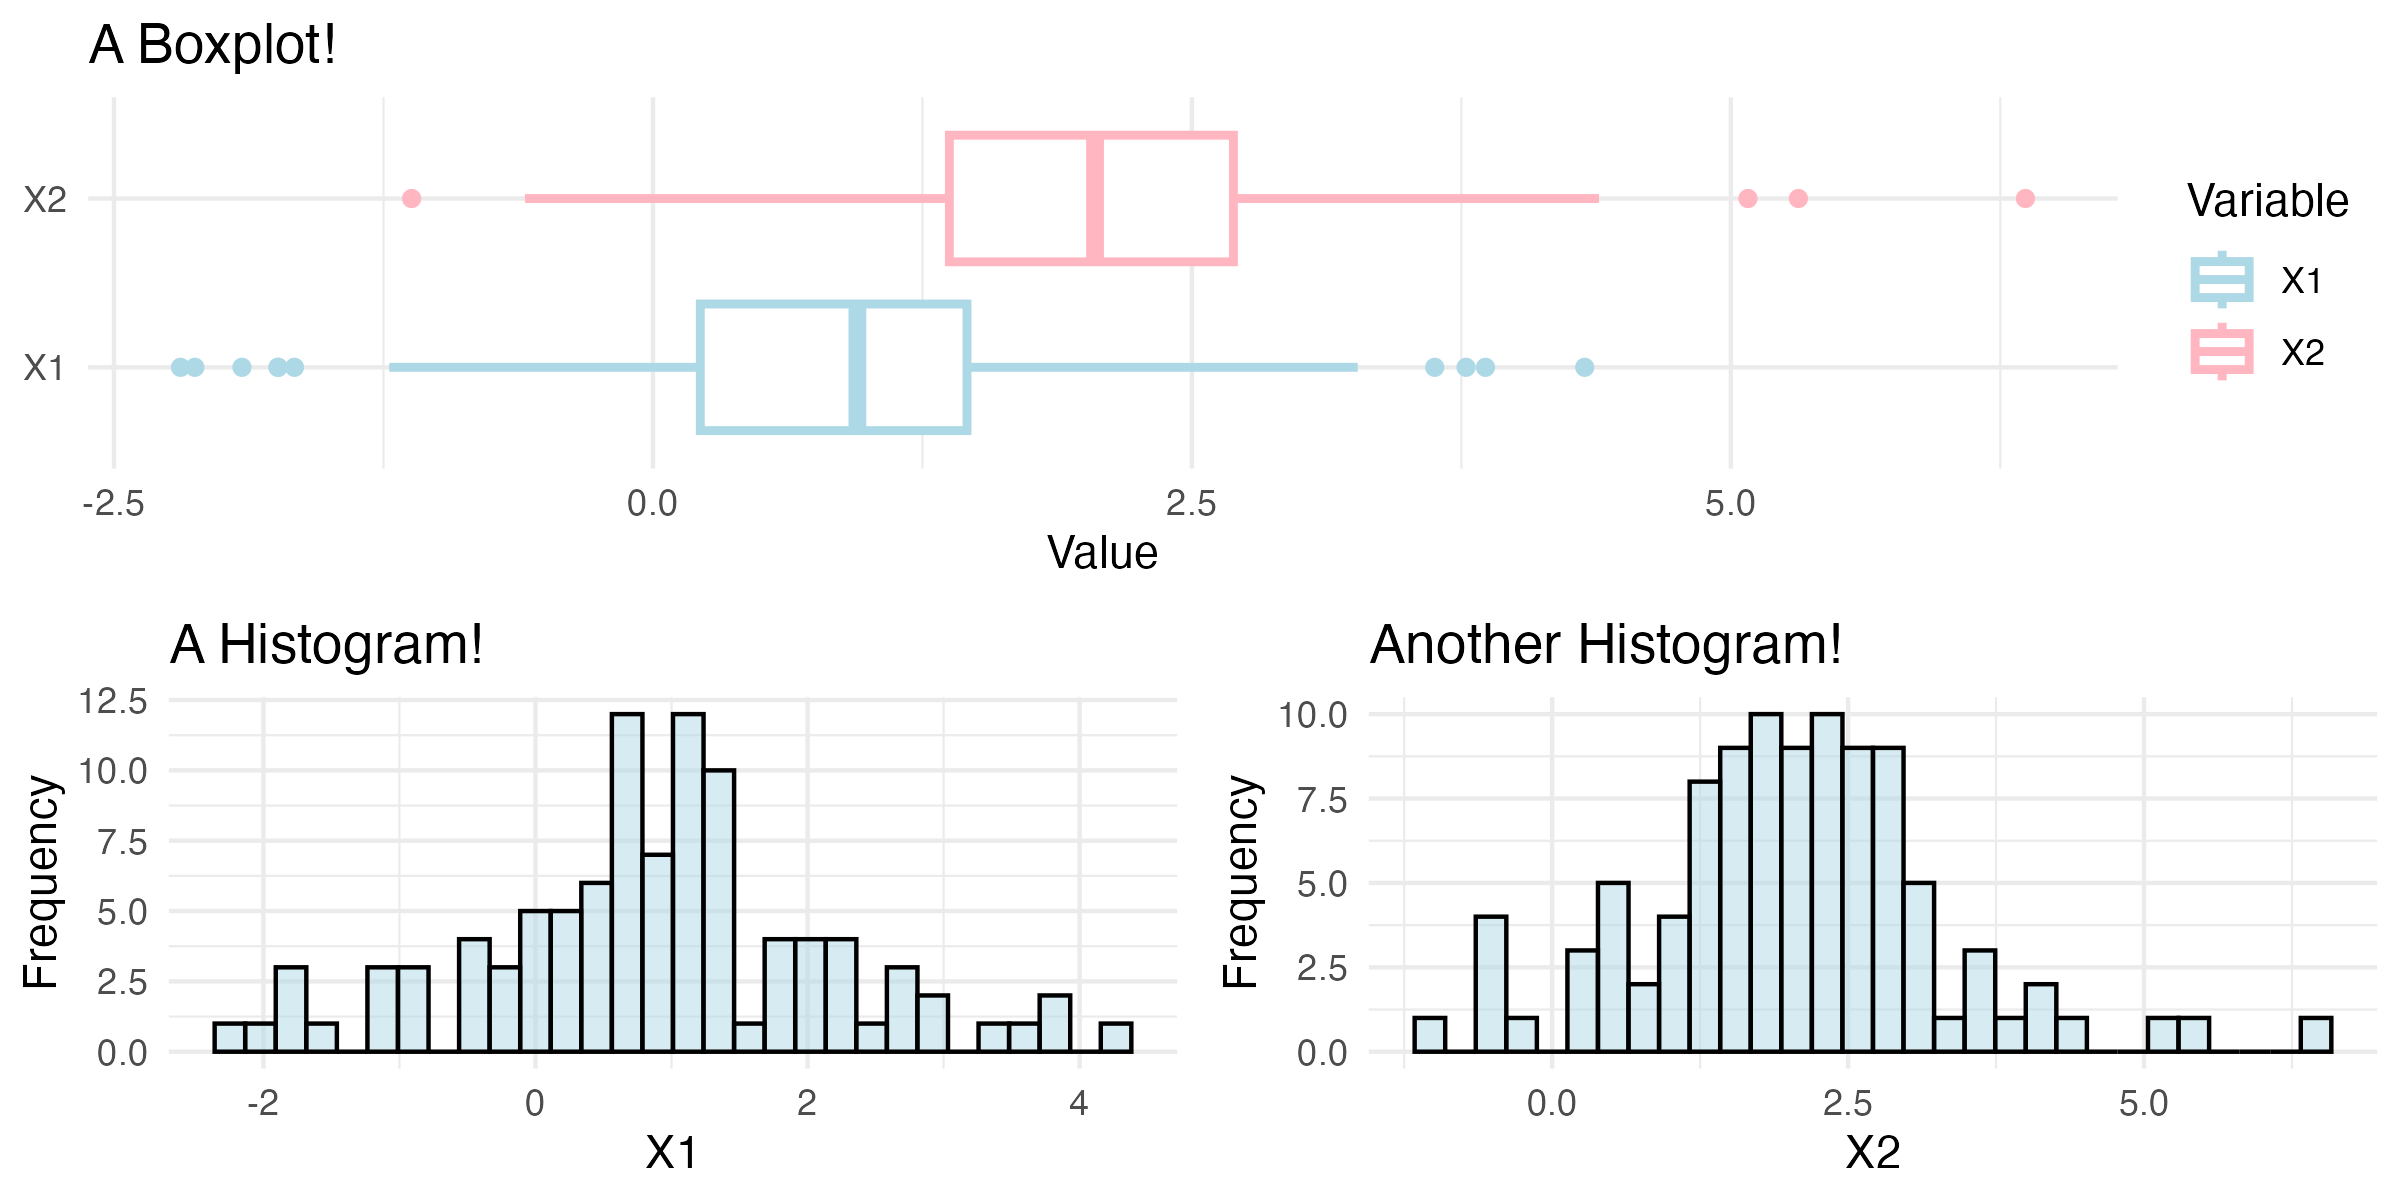 A Boxplot!
X2
X1
-2.5 0.0 2.5 5.0
Value
Variable
X1
X2
A Histogram!
12.5
10.0
7.5
5.0
2.5
0.0
Frequency
-2 0 2 4
X1
Another Histogram!
10.0
7.5
5.0
2.5
0.0
Frequency
0.0 2.5 5.0
X2